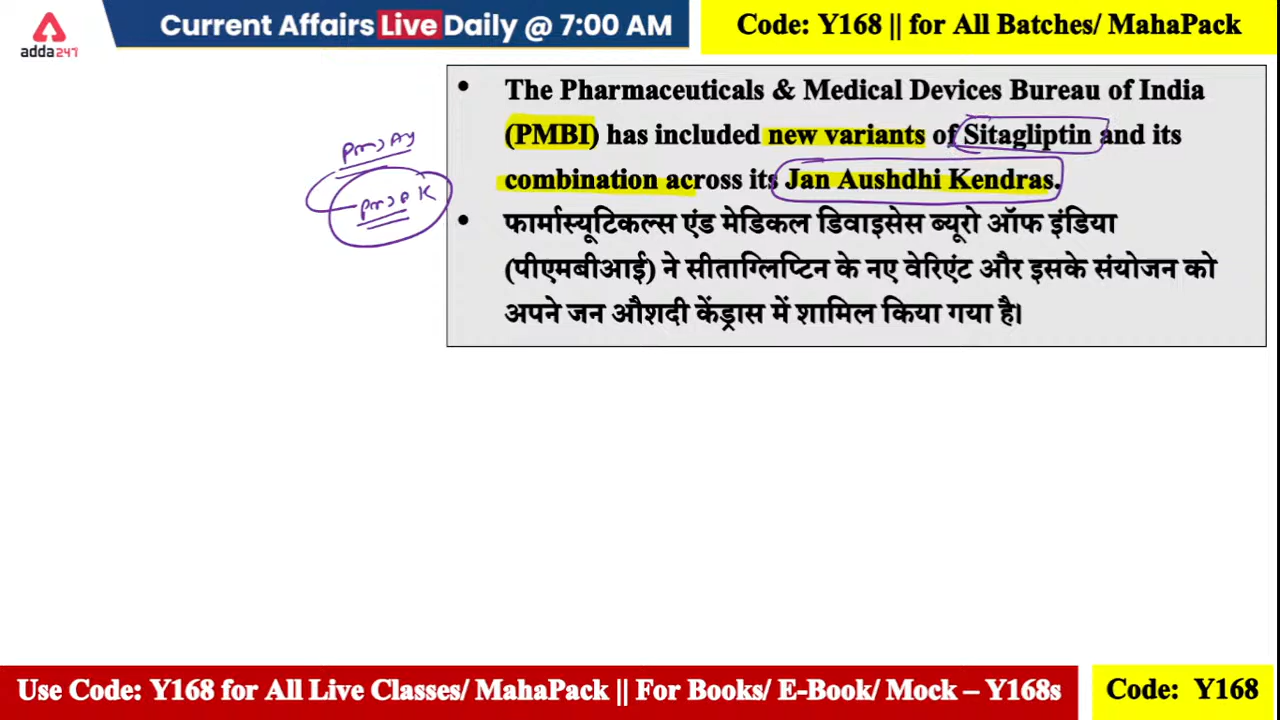 adda247
Current Affairs Live Daily @ 7:00 AM
Code: Y168 || for All Batches/ MahaPack
• The Pharmaceuticals & Medical Devices Bureau of India
(PMBI) has included new variants of Sitagliptin and its
combination across its Jan Aushdhi Kendras.
• फार्मास्यूटिकल्स एंड मेडिकल डिवाइसेस ब्यूरो ऑफ इंडिया
(पीएमबीआई) ने सीताग्लिप्टिन के नए वेरिएंट और इसके संयोजन को
अपने जन औशदी केंद्रास में शामिल किया गया है।
Use Code: Y168 for All Live Classes/ MahaPack || For Books/ E-Book/ Mock – Y168s
Code: Y168